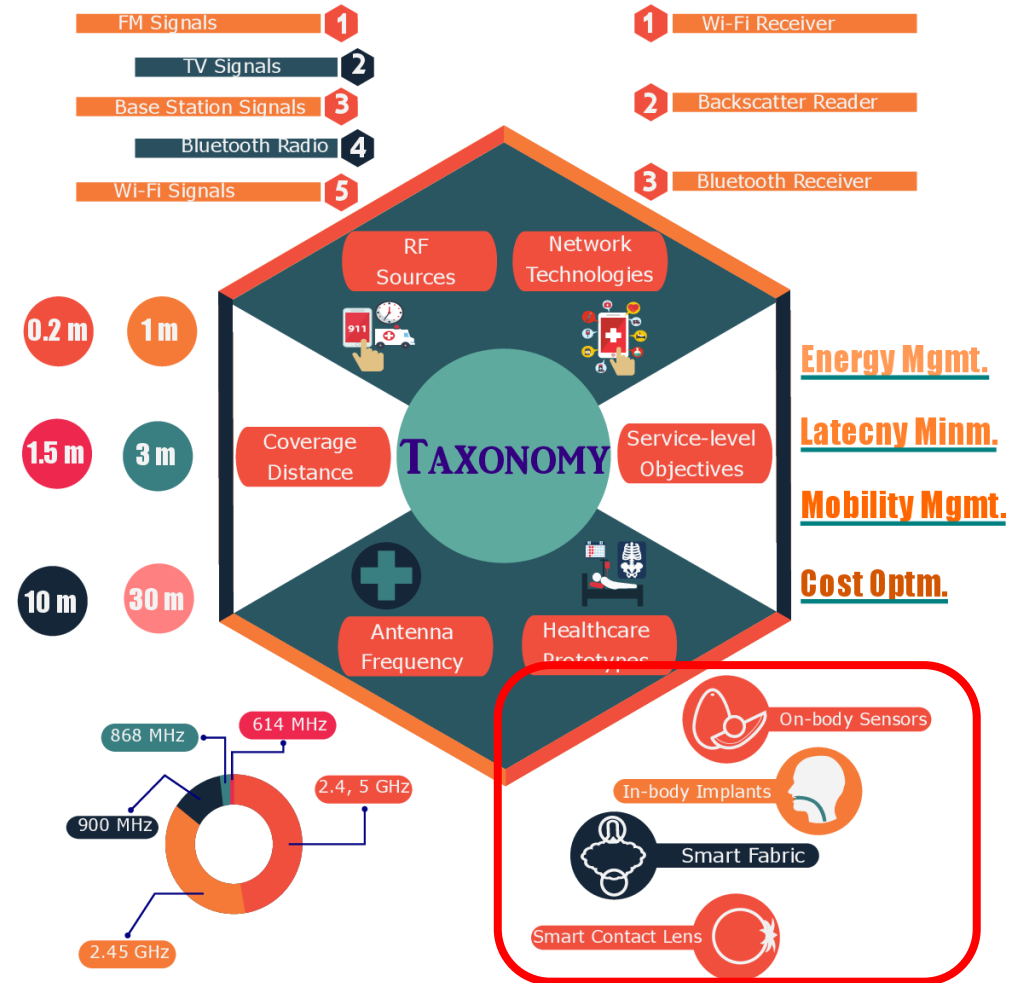 FM Signals
1
TV Signals
2
Base Station Signals
3
Bluetooth Radio
4
Wi-Fi Signals
5
1
Wi-Fi Receiver
2
Backscatter Reader
3
Bluetooth Receiver
RF
Sources
Network
Technologies
911
0.2 m
1 m
1.5 m
3 m
10 m
30 m
Coverage
Distance
TAXONOMY
Service-level
Objectives
Energy Mgmt.
Latecny Minm.
Mobility Mgmt.
Cost Optm.
Antenna
Frequency
Healthcare
Prototypes
614 MHz
868 MHz
2.4, 5 GHz
900 MHz
2.45 GHz
On-body Sensors
In-body Implants
Smart Fabric
Smart Contact Lens